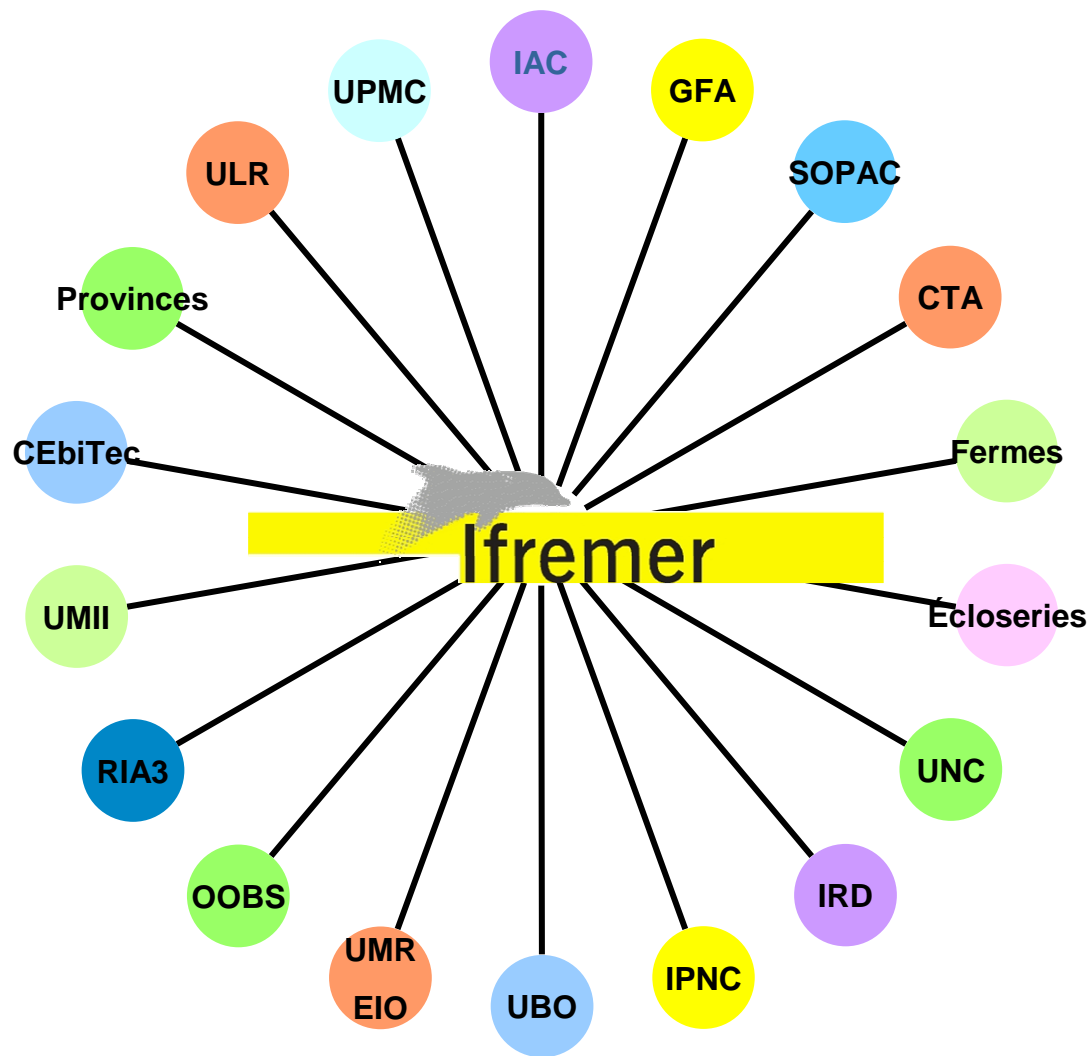 IAC
GFA
UPMC
SOPAC
ULR
CTA
Provinces
Fermes
CEbiTec
Ifremer
Écloseries
UMII
UNC
RIA3
IRD
OOBS
UMR
EIO
IPNC
UBO